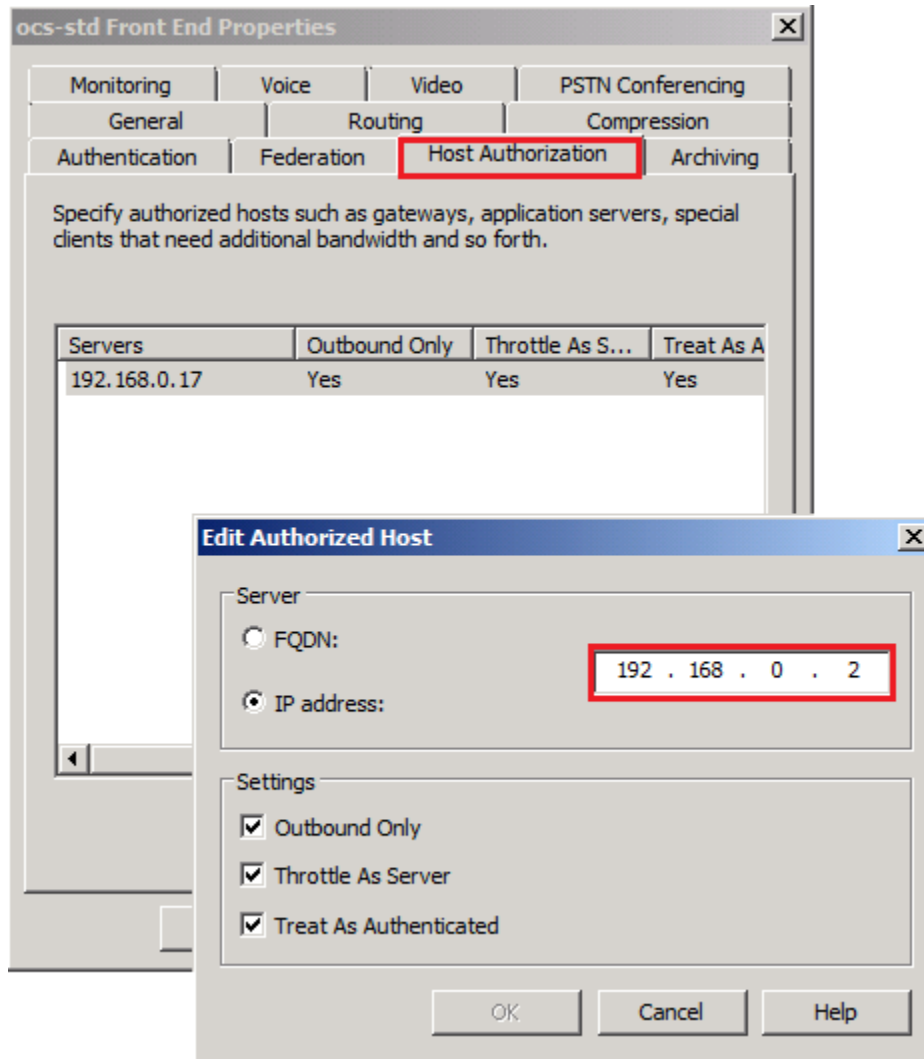 ocs-std Front End Properties
Monitoring Voice Video PSTN Conferencing
General Routing Compression
Authentication Federation Host Authorization Archiving
Specify authorized hosts such as gateways, application servers, special
clients that need additional bandwidth and so forth.
Servers Outbound Only Throttle As S... Treat As A
192.168.0.17 Yes Yes Yes
Edit Authorized Host
Server
FQDN:
192 . 168 . 0 . 2
IP address:
Settings
Outbound Only
Throttle As Server
Treat As Authenticated
OK Cancel Help